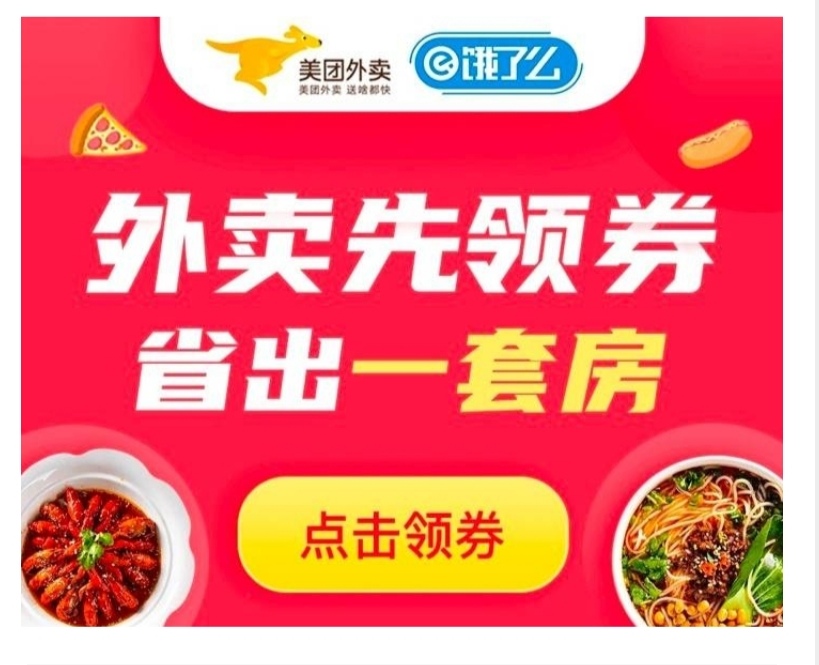 美团外卖
美团外卖 送啥都快
饿了么
外卖先领券
省出一套房
点击领券